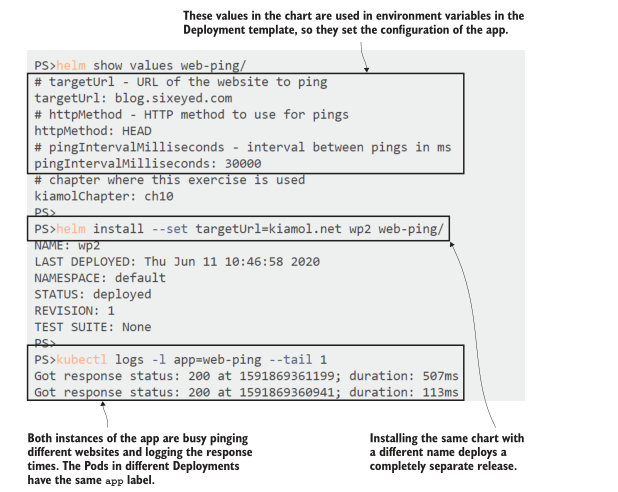 These values in the chart are used in environment variables in the
Deployment template, so they set the configuration of the app.
PS>helm show values web-ping/
# targetUrl - URL of the website to ping
targetUrl: blog.sixeyed.com
# httpMethod - HTTP method to use for pings
httpMethod: HEAD
# pingIntervalMilliseconds - interval between pings in ms
pingIntervalMilliseconds: 30000
# chapter where this exercise is used
kiamolChapter: ch10
PS>
PS>helm install --set targetUrl=kiamol.net wp2 web-ping/
NAME: wp2
LAST DEPLOYED: Thu Jun 11 10:46:58 2020
NAMESPACE: default
STATUS: deployed
REVISION: 1
TEST SUITE: None
PS>
PS>kubectl logs -l app=web-ping --tail 1
Got response status: 200 at 1591869361199; duration: 507ms
Got response status: 200 at 1591869360941; duration: 113ms
Both instances of the app are busy pinging
different websites and logging the response
times. The Pods in different Deployments
have the same app label.
Installing the same chart with
a different name deploys a
completely separate release.